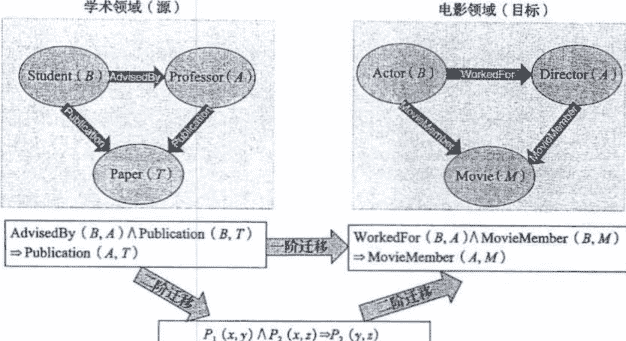 学术领域（源）
电影领域（目标）
Student（B）
AdvisedBy
Professor（A）
Publication
Publication
Paper（T）
Actor（B）
WorkedFor
Director（A）
MovieMember
MovieMember
Movie（M）
AdvisedBy（B, A）∧Publication（B, T）
⇒Publication（A, T）
一阶迁移
WorkedFor（B, A）∧MovieMember（B, M）
⇒MovieMember（A, M）
二阶迁移
二阶迁移
P₁（x, y）∧P₂（x, z）⇒P₃（y, z）